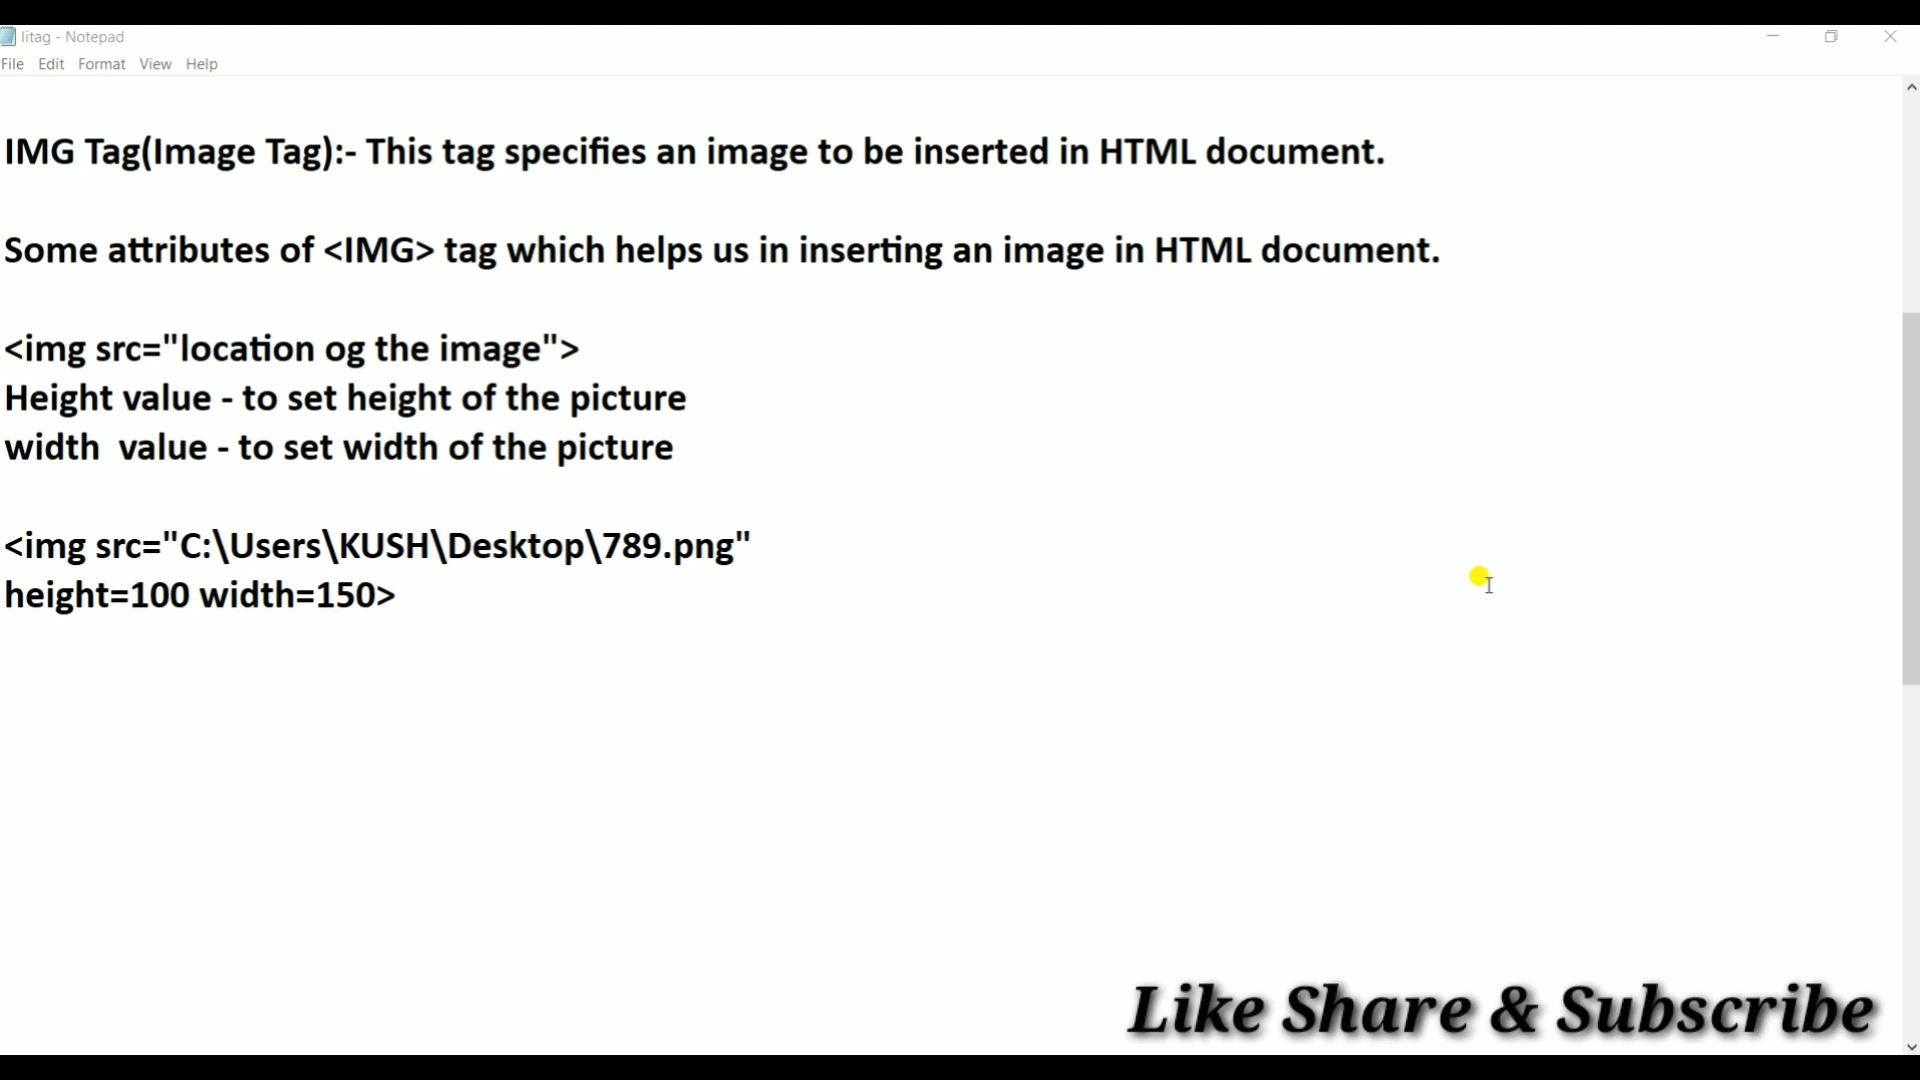 litag - Notepad
File Edit Format View Help
IMG Tag(Image Tag):- This tag specifies an image to be inserted in HTML document.
Some attributes of <IMG> tag which helps us in inserting an image in HTML document.
<img src="location og the image">
Height value - to set height of the picture
width  value - to set width of the picture
<img src="C:\Users\KUSH\Desktop\789.png"
height=100 width=150>
Like Share & Subscribe